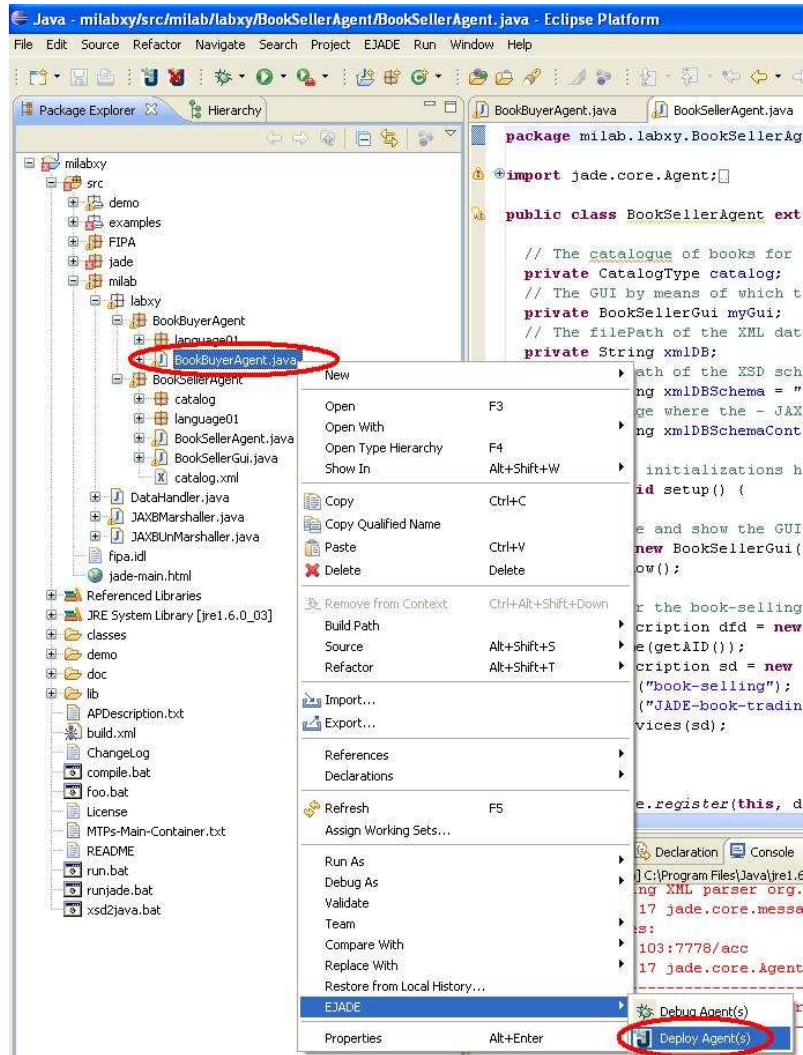 Java - milabxy/src/milab/labxy/BookSellerAgent/BookSellerAgent.java - Eclipse Platform
File Edit Source Refactor Navigate Search Project EJADE Run Window Help
Package Explorer
Hierarchy
BookBuyerAgent.java
BookSellerAgent.java
milabxy
src
demo
examples
FIPA
jade
milab
labxy
BookBuyerAgent
language01
BookBuyerAgent.java
BookSellerAgent
catalog
language01
BookSellerAgent.java
BookSellerGui.java
catalog.xml
DataHandler.java
JAXBMarshaller.java
JAXBUnMarshaller.java
fipa.idl
jade-main.html
Referenced Libraries
JRE System Library [jre1.6.0_03]
classes
demo
doc
lib
APDescription.txt
build.xml
ChangeLog
compile.bat
foo.bat
License
MTPs-Main-Container.txt
README
run.bat
runjade.bat
xsd2java.bat
New
Open F3
Open With
Open Type Hierarchy F4
Show In Alt+Shift+W
Copy Ctrl+C
Copy Qualified Name
Paste Ctrl+V
Delete Delete
Remove from Context Ctrl+Alt+Shift+Down
Build Path
Source Alt+Shift+S
Refactor Alt+Shift+T
Import...
Export...
References
Declarations
Refresh F5
Assign Working Sets...
Run As
Debug As
Validate
Team
Compare With
Replace With
Restore from Local History...
EJADE
Properties Alt+Enter
Debug Agent(s)
Deploy Agent(s)
package milab.labxy.BookSellerAg
import jade.core.Agent;
public class BookSellerAgent ext
// The catalogue of books for
private CatalogType catalog;
// The GUI by means of which t
private BookSellerGui myGui;
// The filePath of the XML dat
private String xmlDB;
ath of the XSD sch
ng xmlDBSchema = "
ge where the - JAX
ng xmlDBSchemaCont
initializations h
id setup() {
e and show the GUI
new BookSellerGui(
ow();
r the book-selling
cription dfd = new
e(getAID());
cription sd = new
("book-selling");
("JADE-book-tradin
vices(sd);
e.register(this, d
Declaration
Console
] C:\Program Files\Java\jre1.6
ng XML parser org.
17 jade.core.messa
es:
103:7778/acc
17 jade.core.Agent